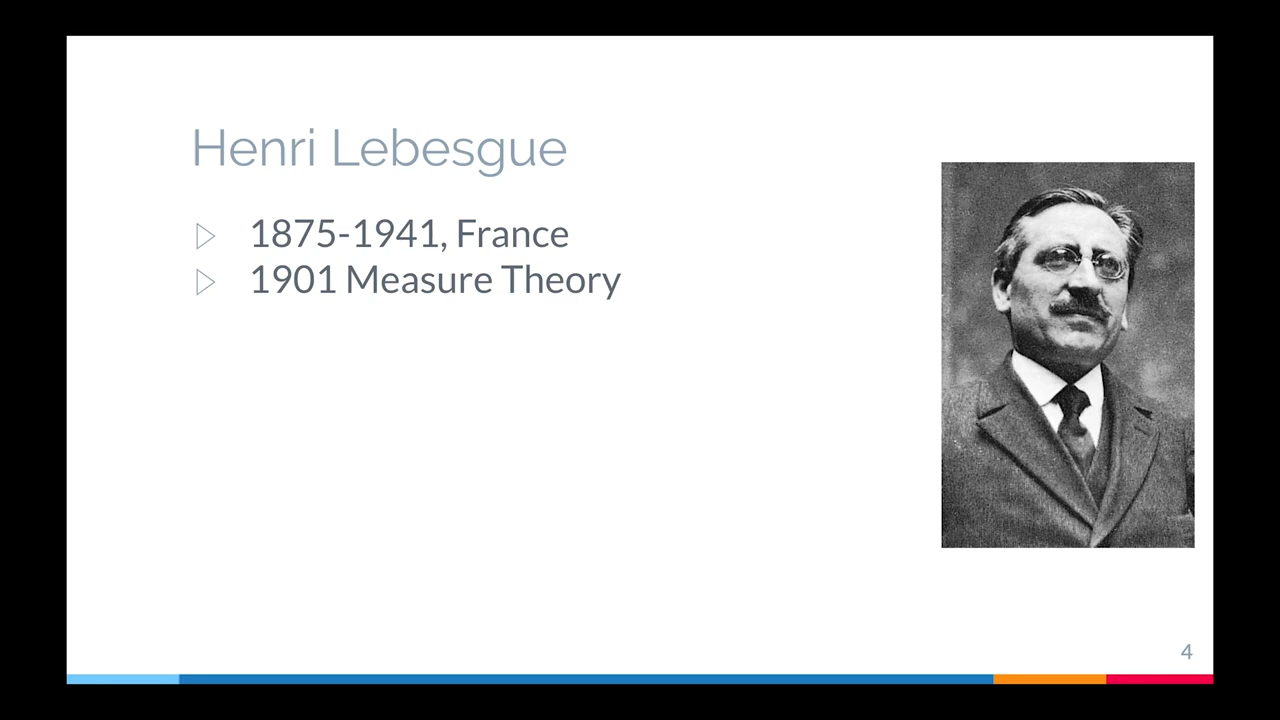 Henri Lebesgue
1875-1941, France
1901 Measure Theory
4